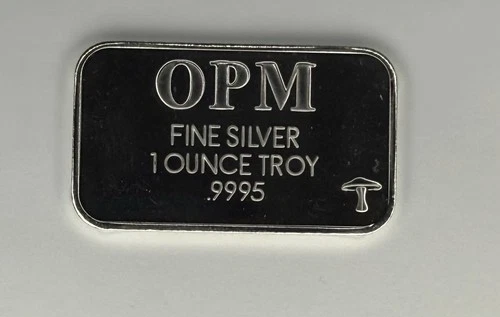 OPM
FINE SILVER
1 OUNCE TROY
.9995